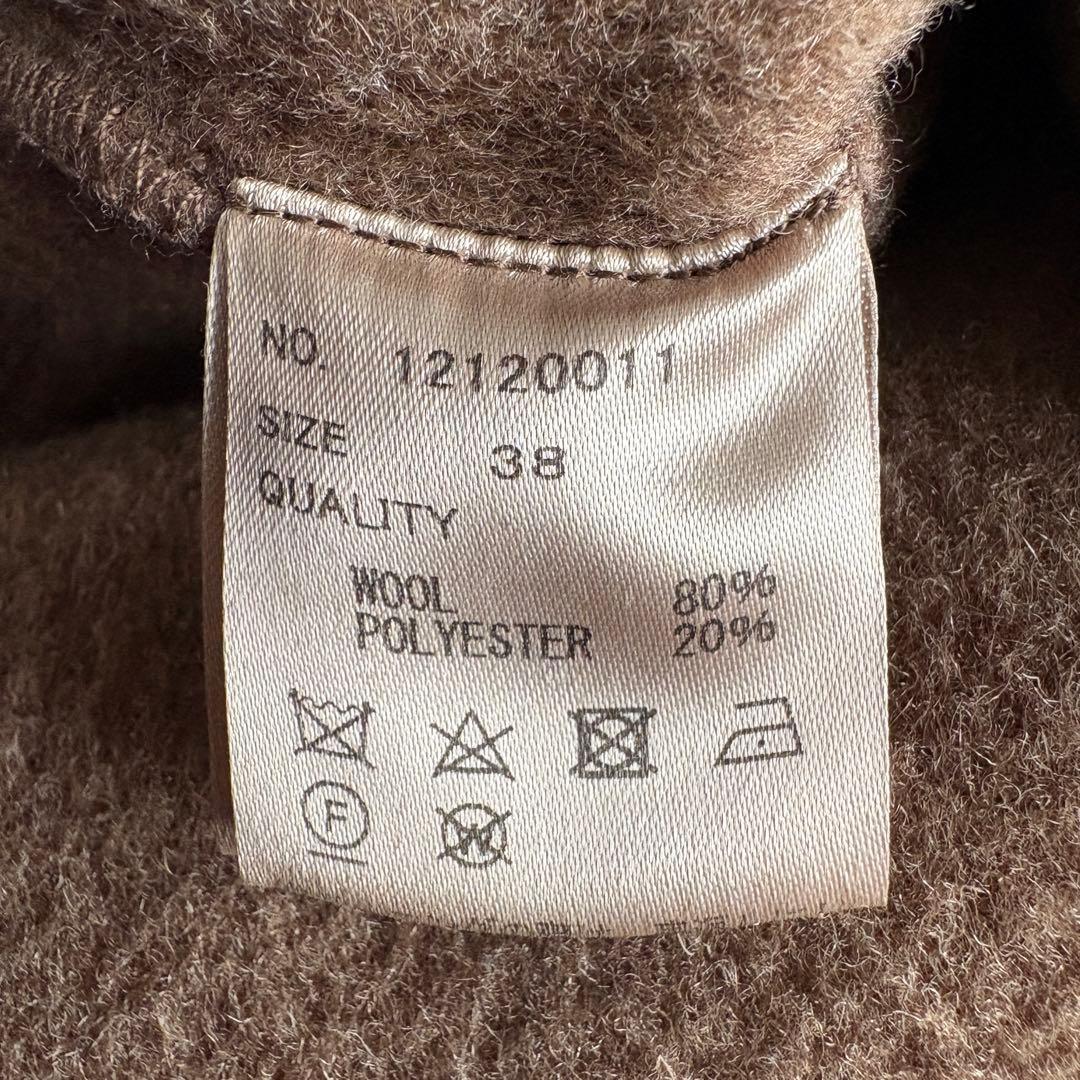 NO. 12120011
SIZE 38
QUALITY
WOOL 80%
POLYESTER 20%
F
W